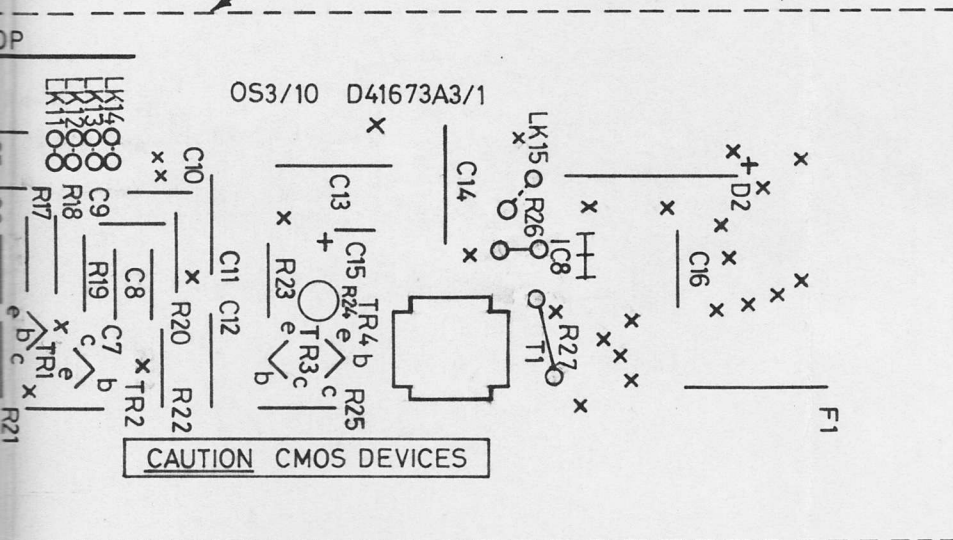 OP
LK11
LK12
LK13
LK14
OS3/10 D41673A3/1
LK15
C10
C13
C14
R26
D2
R17
R18
C9
R19
C8
C11
R23
C15
R24
IC8
C16
R20
C12
TR4
e
b
c
TR1
C7
c
e
b
TR2
R22
e
TR3
b
c
e
b
c
R25
T1
R27
F1
R21
CAUTION CMOS DEVICES